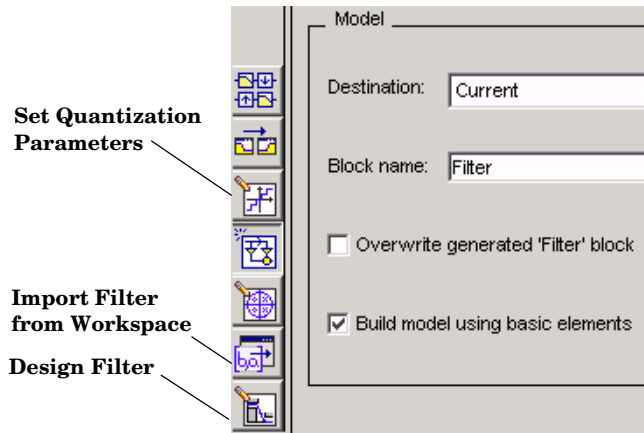 Model
Destination: Current
Set Quantization
Parameters
Block name: Filter
Overwrite generated 'Filter' block
Import Filter
from Workspace
Build model using basic elements
[b,a]
Design Filter